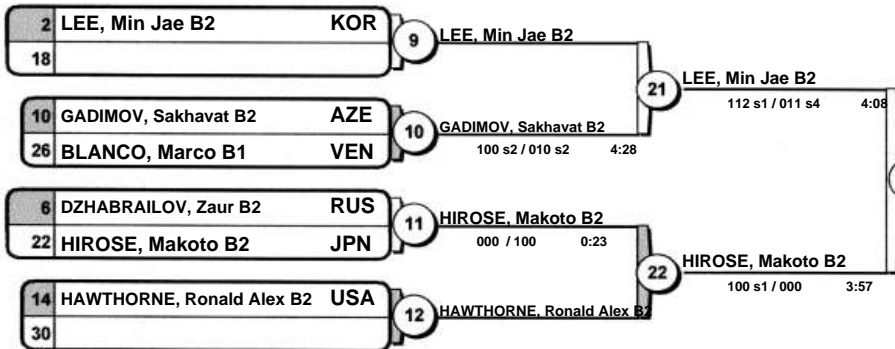 2 LEE, Min Jae B2 KOR
18
9
LEE, Min Jae B2
10 GADIMOV, Sakhavat B2 AZE
26 BLANCO, Marco B1 VEN
10
GADIMOV, Sakhavat B2
100 s2 / 010 s2 4:28
21
LEE, Min Jae B2
112 s1 / 011 s4 4:08
6 DZHABRAILOV, Zaur B2 RUS
22 HIROSE, Makoto B2 JPN
11
HIROSE, Makoto B2
000 / 100 0:23
14 HAWTHORNE, Ronald Alex B2 USA
30
12
HAWTHORNE, Ronald Alex B2
22
HIROSE, Makoto B2
100 s1 / 000 3:57